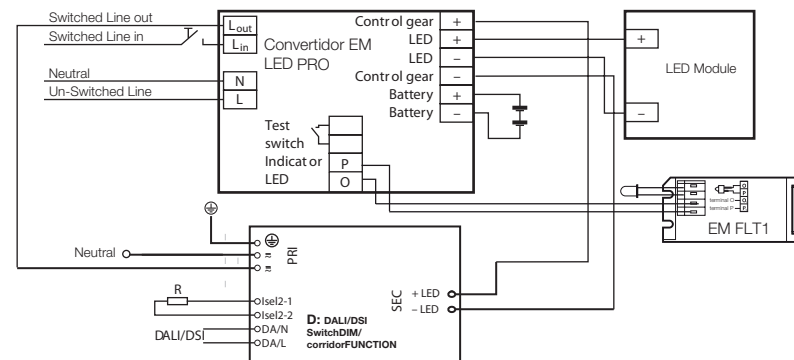 Switched Line out
Switched Line in
Neutral
Un-Switched Line
Lout
Lin
N
L
Convertidor EM
LED PRO
Control gear +
LED +
LED –
Control gear –
Battery +
Battery –
Test
switch
Indicator
LED
P
O
+
–
LED Module
O
P
O
P
terminal O
terminal P
EM FLT1
Neutral
PRI
R
Isel2-1
Isel2-2
DALI/DSI
DA/N
DA/L
D: DALI/DSI
SwitchDIM/
corridorFUNCTION
SEC
+ LED
– LED